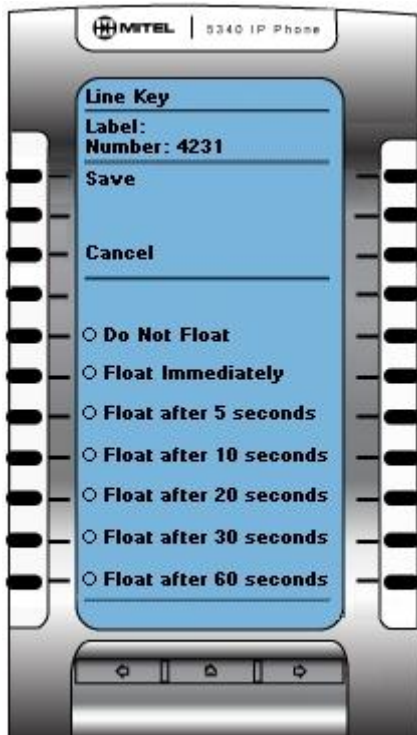 MITEL 5340 IP Phone
Line Key
Label:
Number: 4231
Save
Cancel
Do Not Float
Float Immediately
Float after 5 seconds
Float after 10 seconds
Float after 20 seconds
Float after 30 seconds
Float after 60 seconds